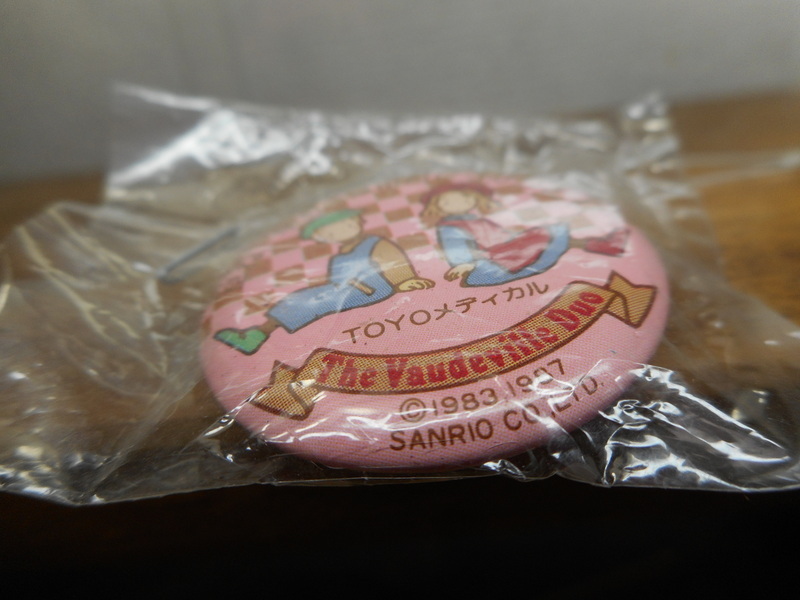 TOYOメディカル
The Vaudeville Duo
©1983, 1987
SANRIO CO., LTD.